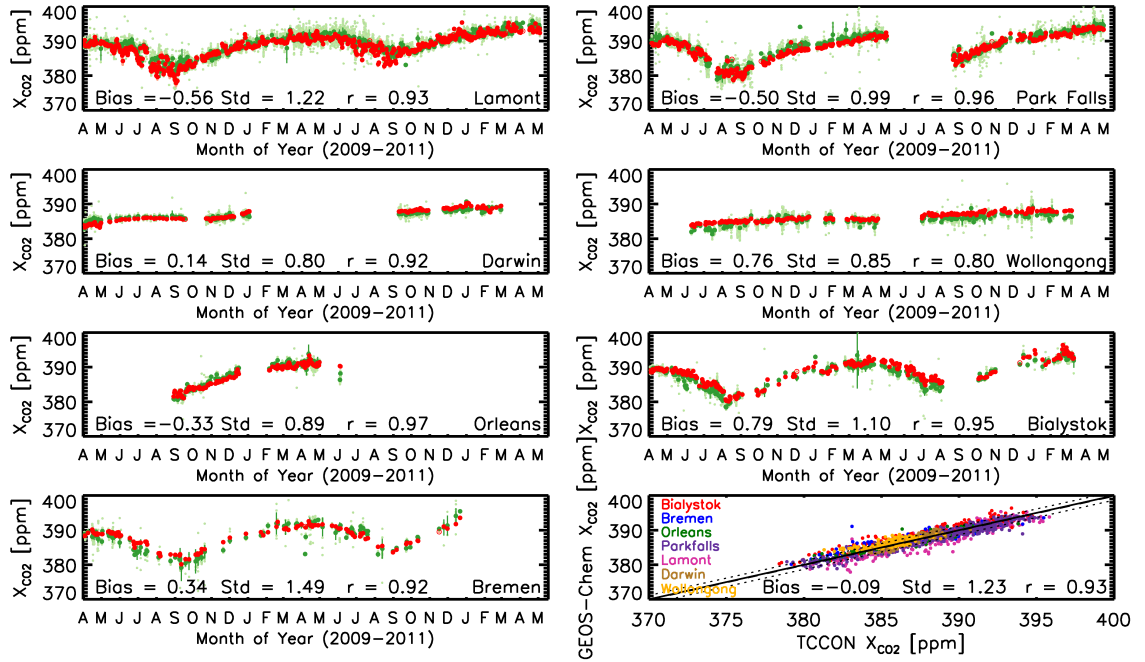 400
390
380
370
X_CO2 [ppm]
Bias =−0.56 Std = 1.22 r = 0.93 Lamont
A M J J A S O N D J F M A M J J A S O N D J F M A M
Month of Year (2009−2011)
400
390
380
370
X_CO2 [ppm]
Bias =−0.50 Std = 0.99 r = 0.96 Park Falls
A M J J A S O N D J F M A M J J A S O N D J F M A M
Month of Year (2009−2011)
400
390
380
370
X_CO2 [ppm]
Bias = 0.14 Std = 0.80 r = 0.92 Darwin
A M J J A S O N D J F M A M J J A S O N D J F M A M
Month of Year (2009−2011)
400
390
380
370
X_CO2 [ppm]
Bias = 0.76 Std = 0.85 r = 0.80 Wollongong
A M J J A S O N D J F M A M J J A S O N D J F M A M
Month of Year (2009−2011)
400
390
380
370
X_CO2 [ppm]
Bias =−0.33 Std = 0.89 r = 0.97 Orleans
A M J J A S O N D J F M A M J J A S O N D J F M A M
Month of Year (2009−2011)
400
390
380
370
X_CO2 [ppm]
Bias = 0.79 Std = 1.10 r = 0.95 Bialystok
A M J J A S O N D J F M A M J J A S O N D J F M A M
Month of Year (2009−2011)
400
390
380
370
X_CO2 [ppm]
Bias = 0.34 Std = 1.49 r = 0.92 Bremen
A M J J A S O N D J F M A M J J A S O N D J F M A M
Month of Year (2009−2011)
400
390
380
370
GEOS−Chem X_CO2 [ppm]
Bialystok
Bremen
Orleans
Parkfalls
Lamont
Darwin
Wollongong
Bias =−0.09 Std = 1.23 r = 0.93
370 375 380 385 390 395 400
TCCON X_CO2 [ppm]